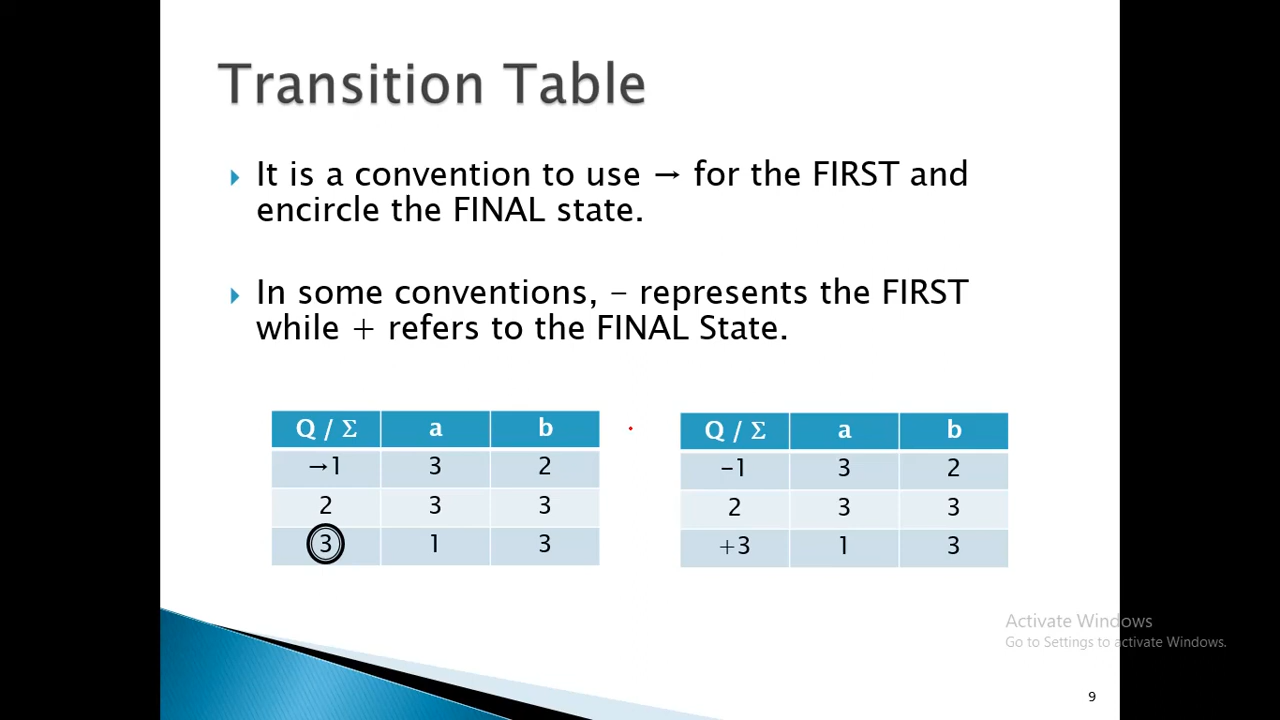 Transition Table
It is a convention to use → for the FIRST and
encircle the FINAL state.
In some conventions, − represents the FIRST
while + refers to the FINAL State.
Q / Σ a b
→1 3 2
2 3 3
3 1 3
Q / Σ a b
−1 3 2
2 3 3
+3 1 3
Activate Windows
Go to Settings to activate Windows.
9